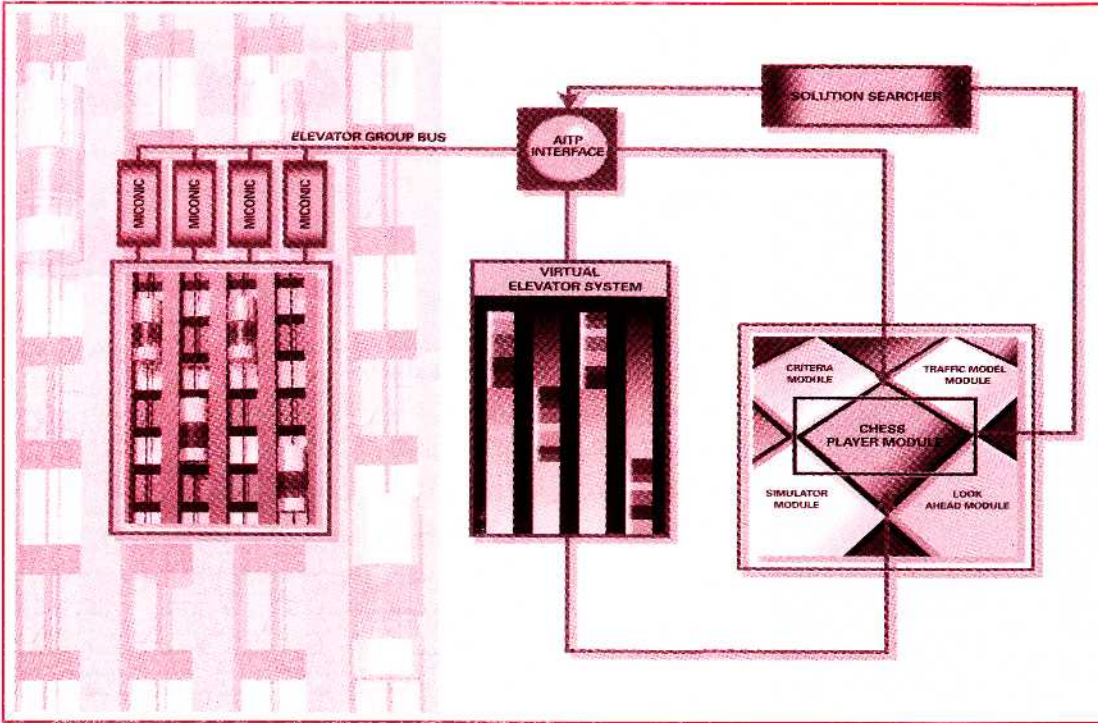 SOLUTION SEARCHER
AITP
INTERFACE
ELEVATOR GROUP BUS
MICONIC
MICONIC
MICONIC
MICONIC
VIRTUAL
ELEVATOR SYSTEM
CRITERIA
MODULE
TRAFFIC MODEL
MODULE
CHESS
PLAYER MODULE
SIMULATOR
MODULE
LOOK
AHEAD MODULE